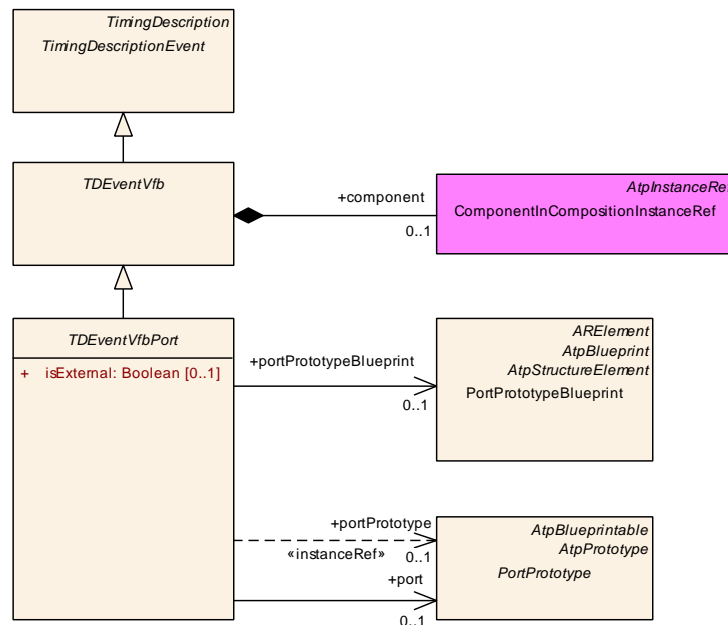 TimingDescription
TimingDescriptionEvent
TDEventVfb
+component
0..1
AtpInstanceRef
ComponentInCompositionInstanceRef
TDEventVfbPort
+ isExternal: Boolean [0..1]
+portPrototypeBlueprint
0..1
ARElement
AtpBlueprint
AtpStructureElement
PortPrototypeBlueprint
+portPrototype
«instanceRef»
0..1
+port
0..1
AtpBlueprintable
AtpPrototype
PortPrototype